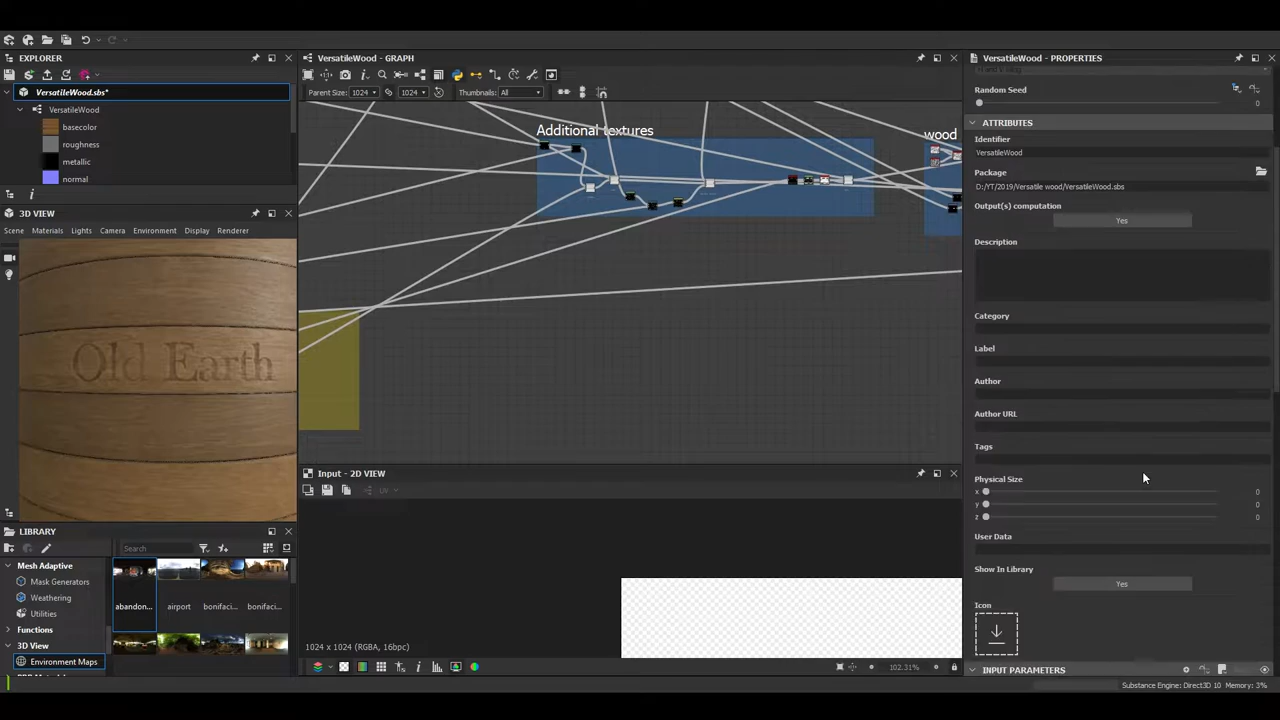 EXPLORER
VersatileWood.sbs*
VersatileWood
basecolor
roughness
metallic
normal
3D VIEW
Scene Materials Lights Camera Environment Display Renderer
Old Earth
LIBRARY
Search
Mesh Adaptive
Mask Generators
Weathering
Utilities
Functions
3D View
Environment Maps
abandon... airport bonifaci... bonifaci...
VersatileWood - GRAPH
Parent Size: 1024 1024 Thumbnails: All
Additional textures
wood
Input - 2D VIEW
UV
1024 x 1024 (RGBA, 16bpc)
102.31%
VersatileWood - PROPERTIES
Random Seed
0
ATTRIBUTES
Identifier
VersatileWood
Package
D:/YT/2019/Versatile wood/VersatileWood.sbs
Output(s) computation
Yes
Description
Category
Label
Author
Author URL
Tags
Physical Size
x 0
y 0
z 0
User Data
Show In Library
Yes
Icon
INPUT PARAMETERS
Substance Engine: Direct3D 10 Memory: 3%